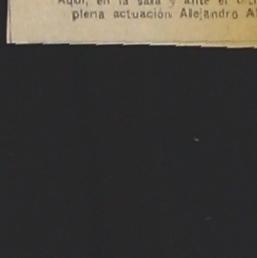 Aquí, en la sala y ante el
plena actuación Alejandro